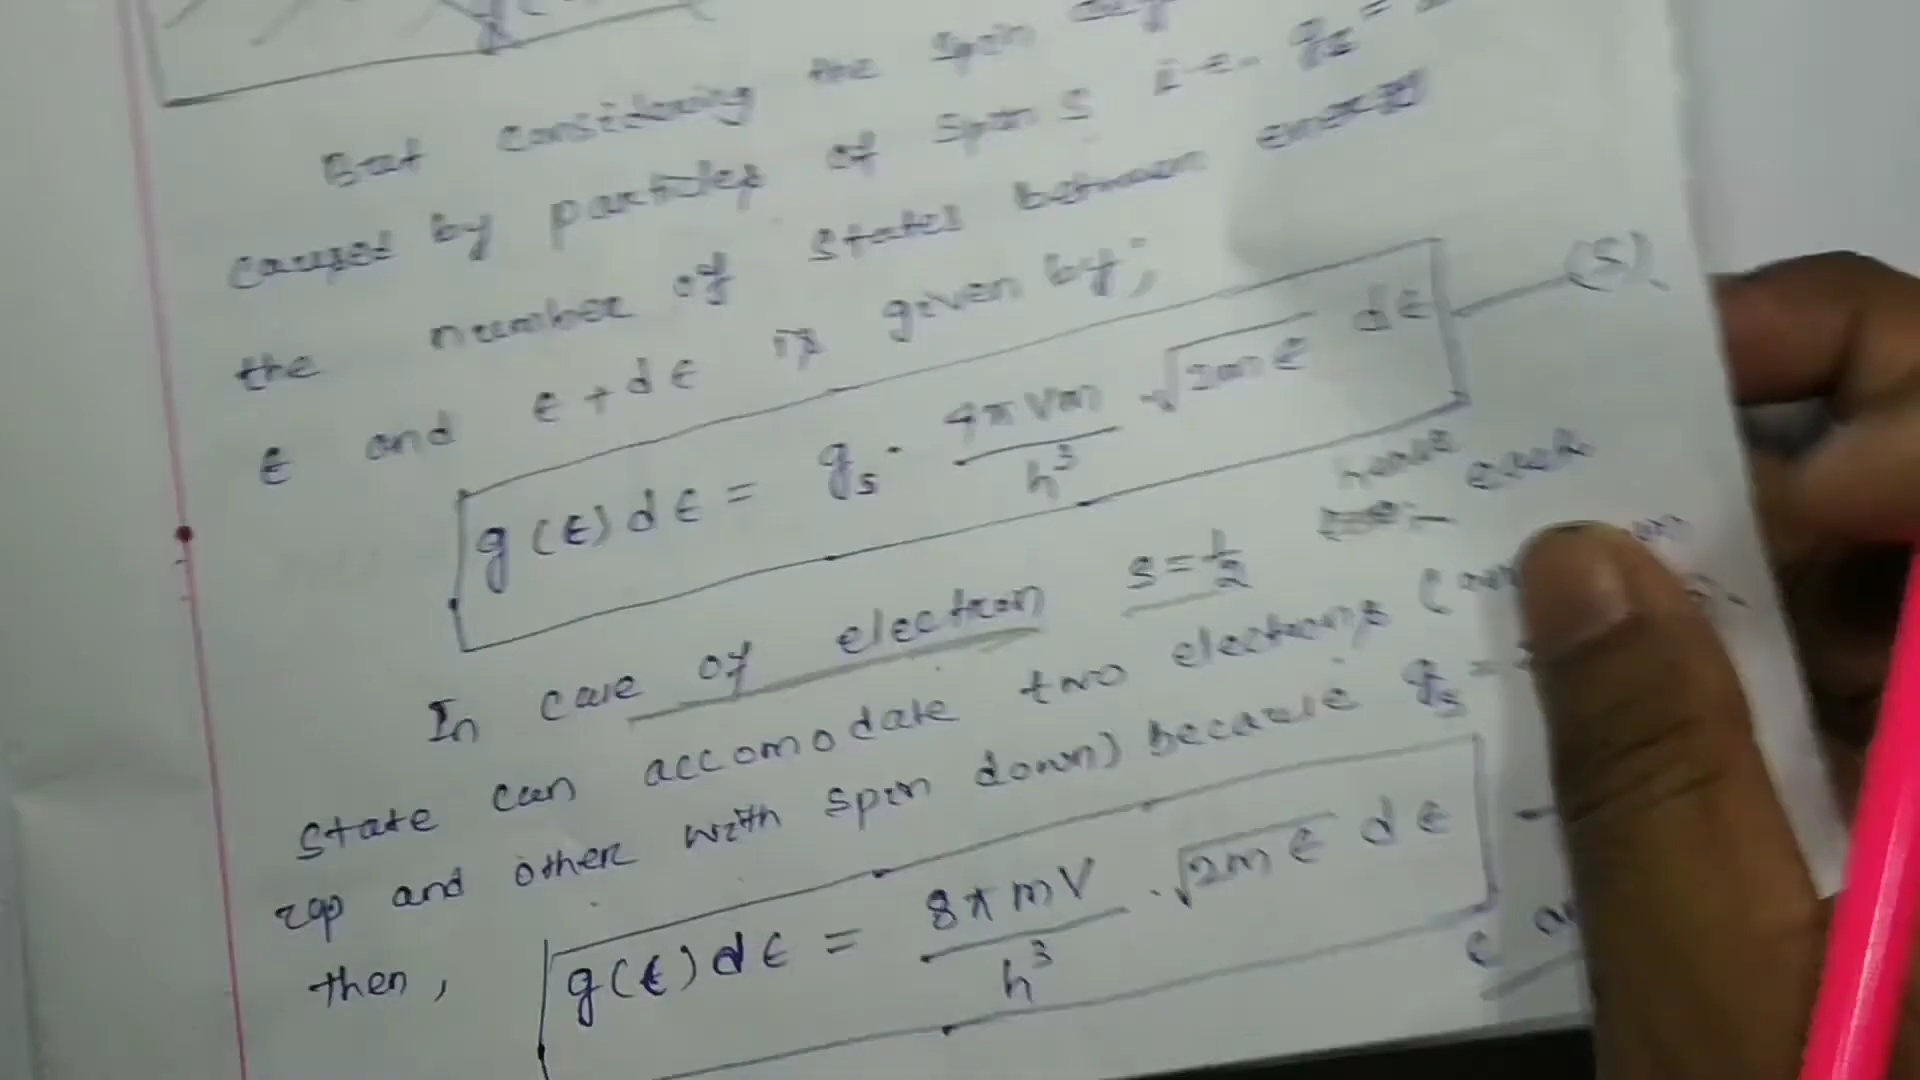 But considering the spin
caused by particles of spin S i.e. gs =
the number of states between energy
ϵ and ϵ + dϵ is given by;
g(ϵ)dϵ = gs · 4πVm/h³ √2mϵ dϵ (5)
In case of electron s = 1/2 hence each
state can accomodate two electrons (
up and other with spin down) because gs =
then, g(ϵ)dϵ = 8πmV/h³ · √2mϵ dϵ